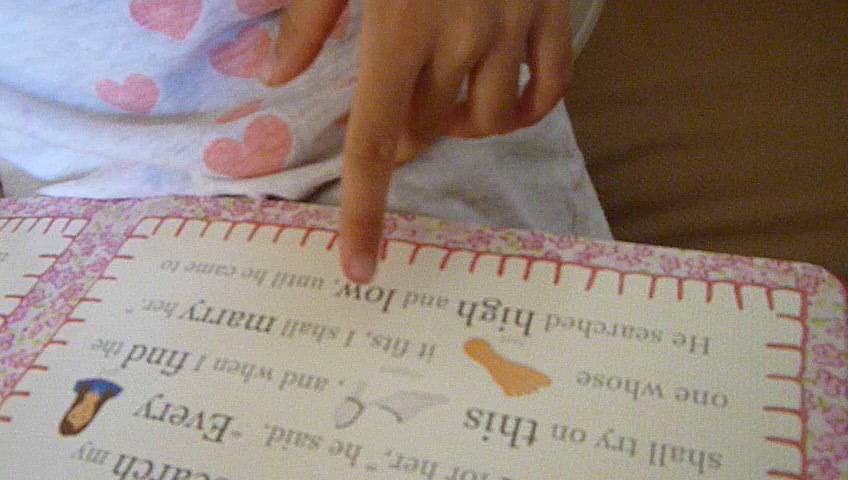 search my
for her," he said. "Every
shall try on this , and when I find the
one whose it fits, I shall marry her."
He searched high and low, until he came to